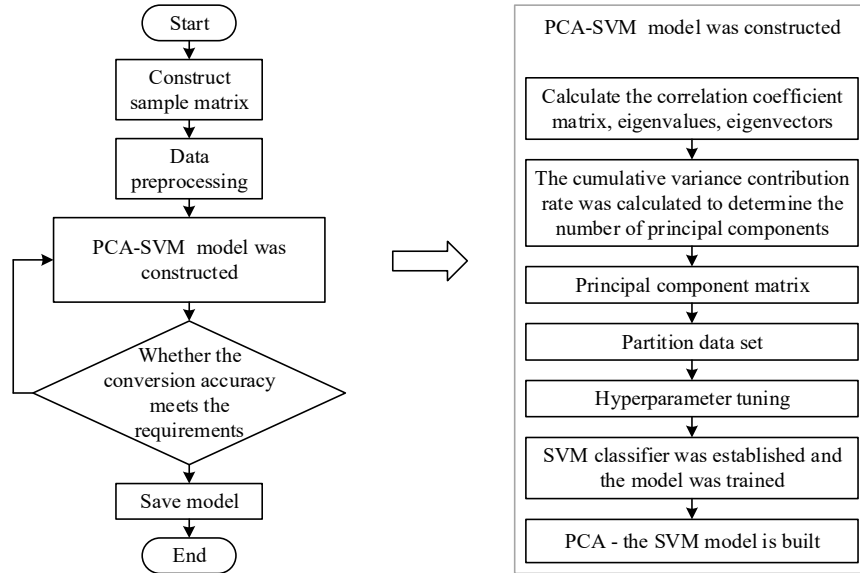 Start
Construct
sample matrix
Data
preprocessing
PCA-SVM model was
constructed
Whether the
conversion accuracy
meets the
requirements
Save model
End
PCA-SVM model was constructed
Calculate the correlation coefficient
matrix, eigenvalues, eigenvectors
The cumulative variance contribution
rate was calculated to determine the
number of principal components
Principal component matrix
Partition data set
Hyperparameter tuning
SVM classifier was established and
the model was trained
PCA - the SVM model is built